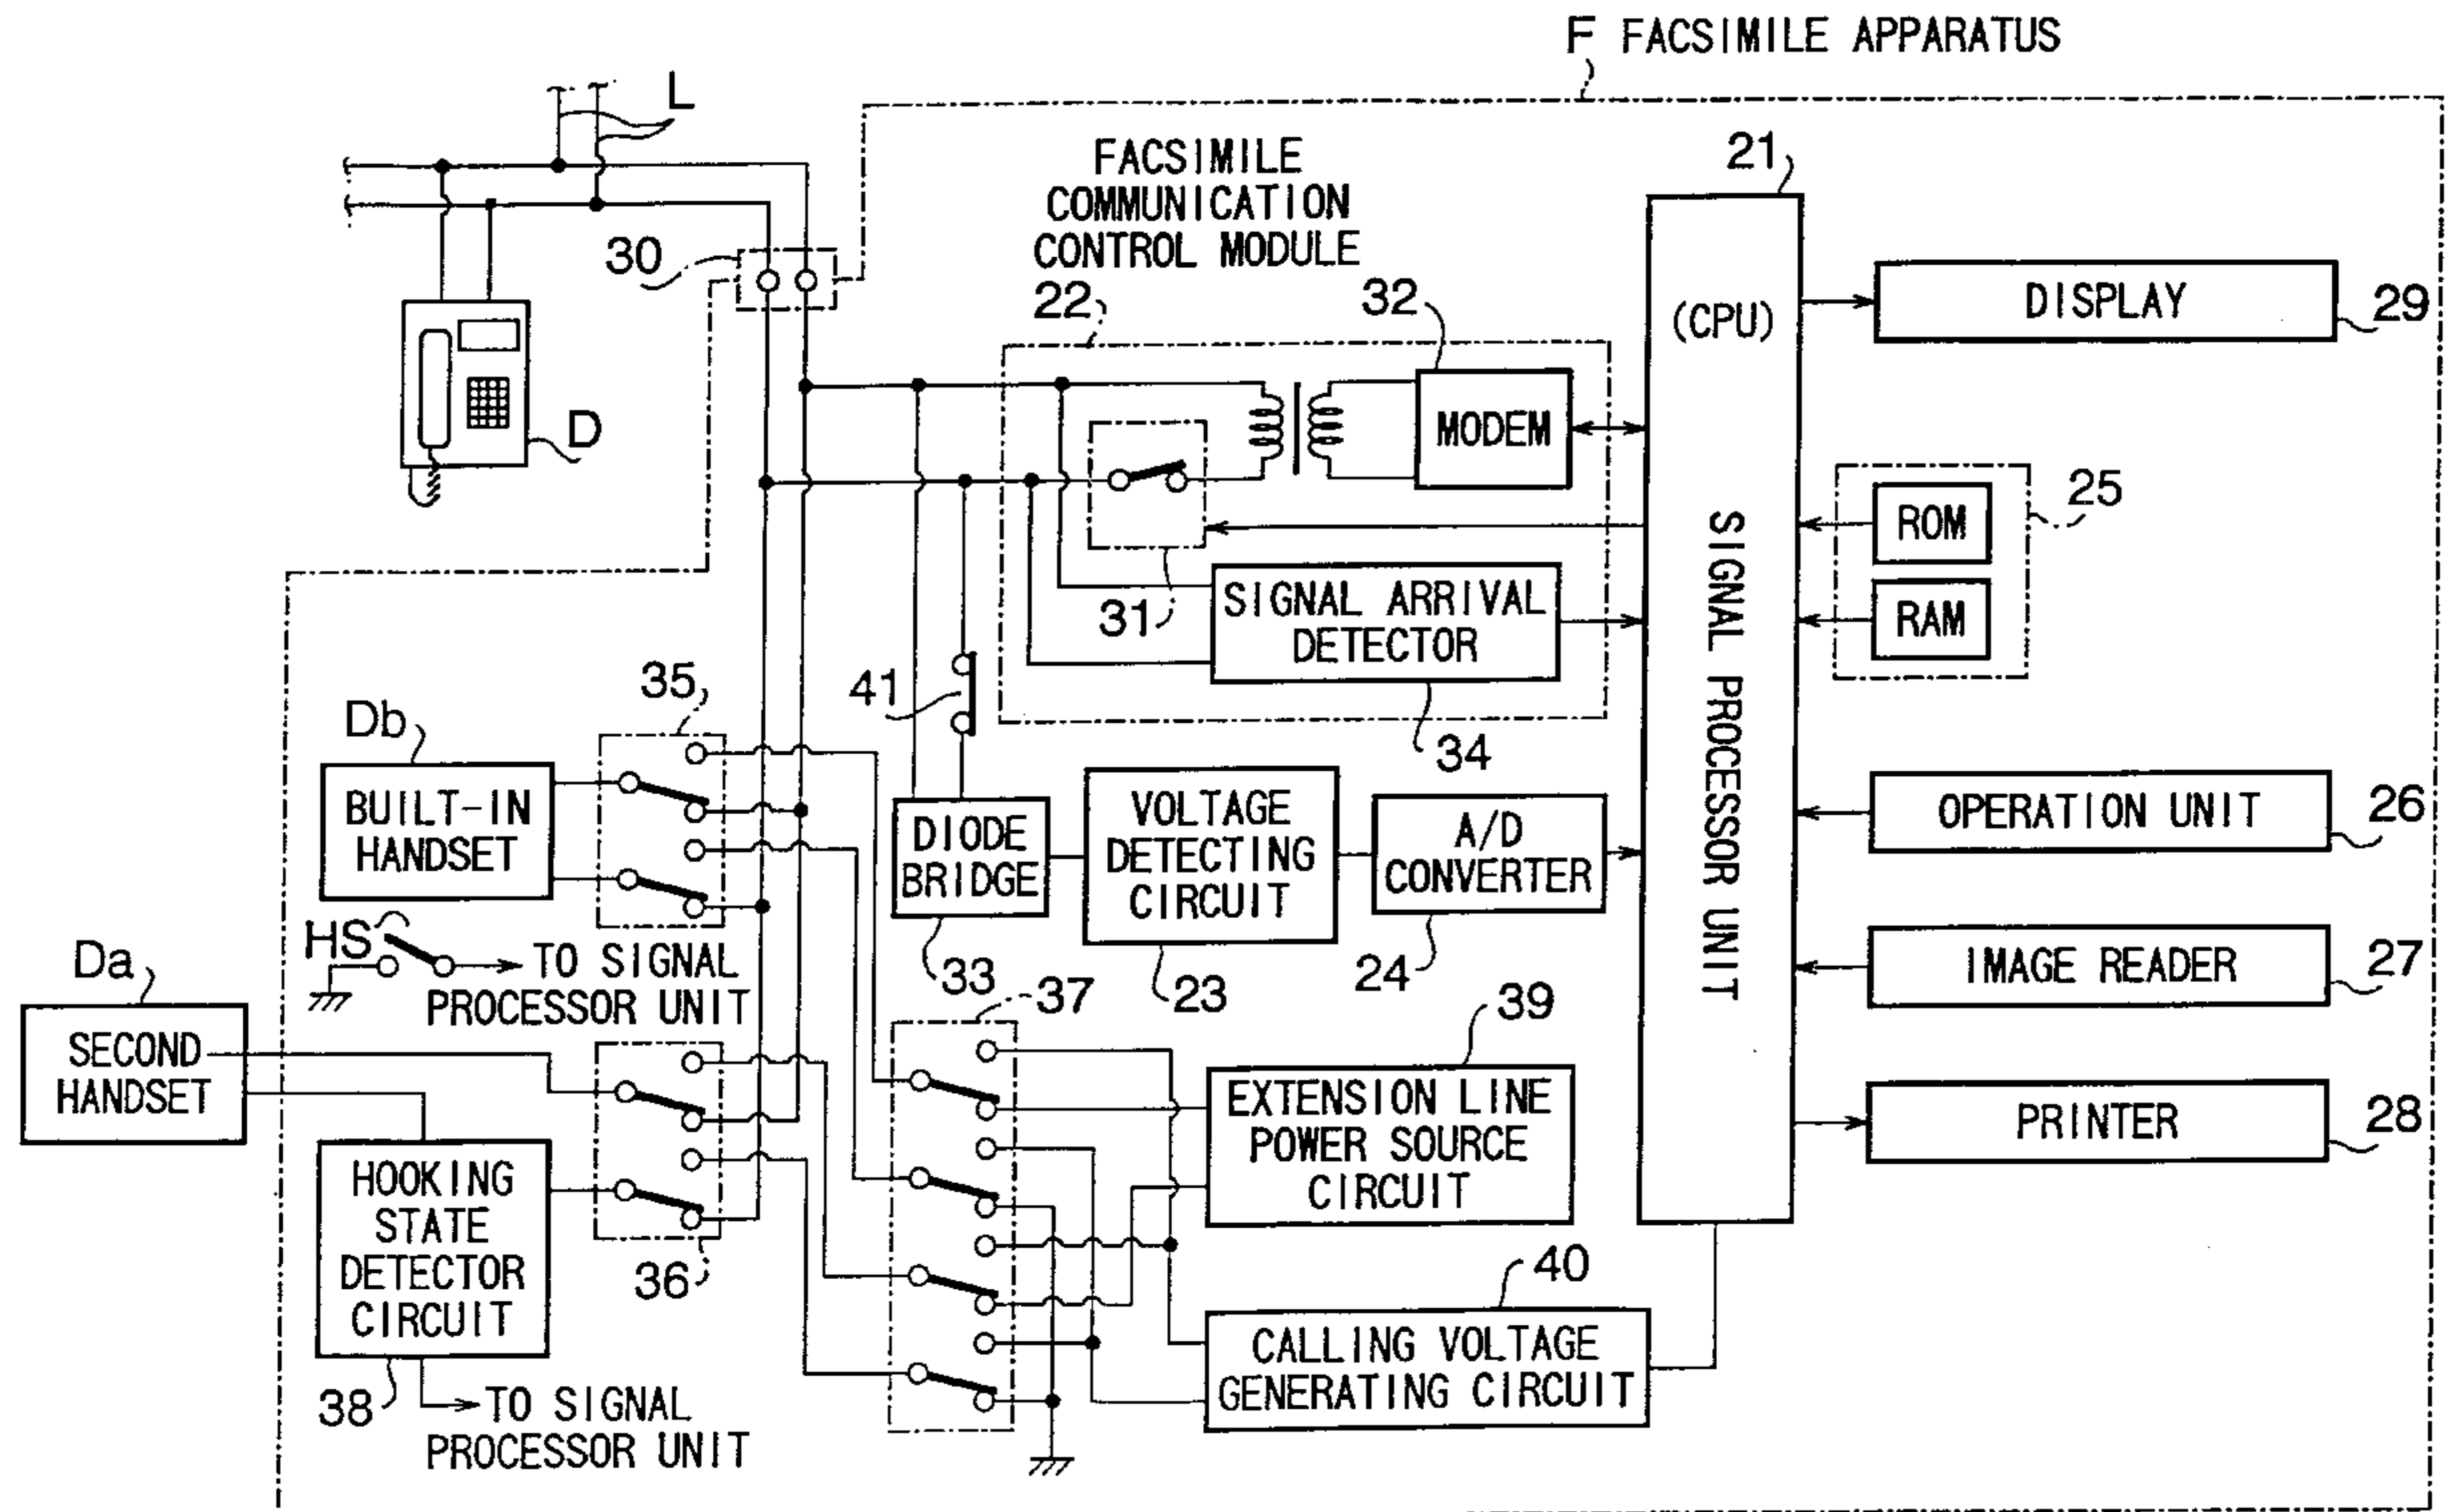 F FACSIMILE APPARATUS
L
FACSIMILE
COMMUNICATION
CONTROL MODULE
22
21
30
32
(CPU)
SIGNAL PROCESSOR UNIT
DISPLAY
29
D
MODEM
25
ROM
RAM
31
SIGNAL ARRIVAL
DETECTOR
34
35
41
Db
BUILT-IN
HANDSET
DIODE
BRIDGE
33
VOLTAGE
DETECTING
CIRCUIT
23
A/D
CONVERTER
24
OPERATION UNIT
26
HS
TO SIGNAL
PROCESSOR UNIT
IMAGE READER
27
Da
SECOND
HANDSET
37
39
EXTENSION LINE
POWER SOURCE
CIRCUIT
PRINTER
28
HOOKING
STATE
DETECTOR
CIRCUIT
36
38
TO SIGNAL
PROCESSOR UNIT
40
CALLING VOLTAGE
GENERATING CIRCUIT